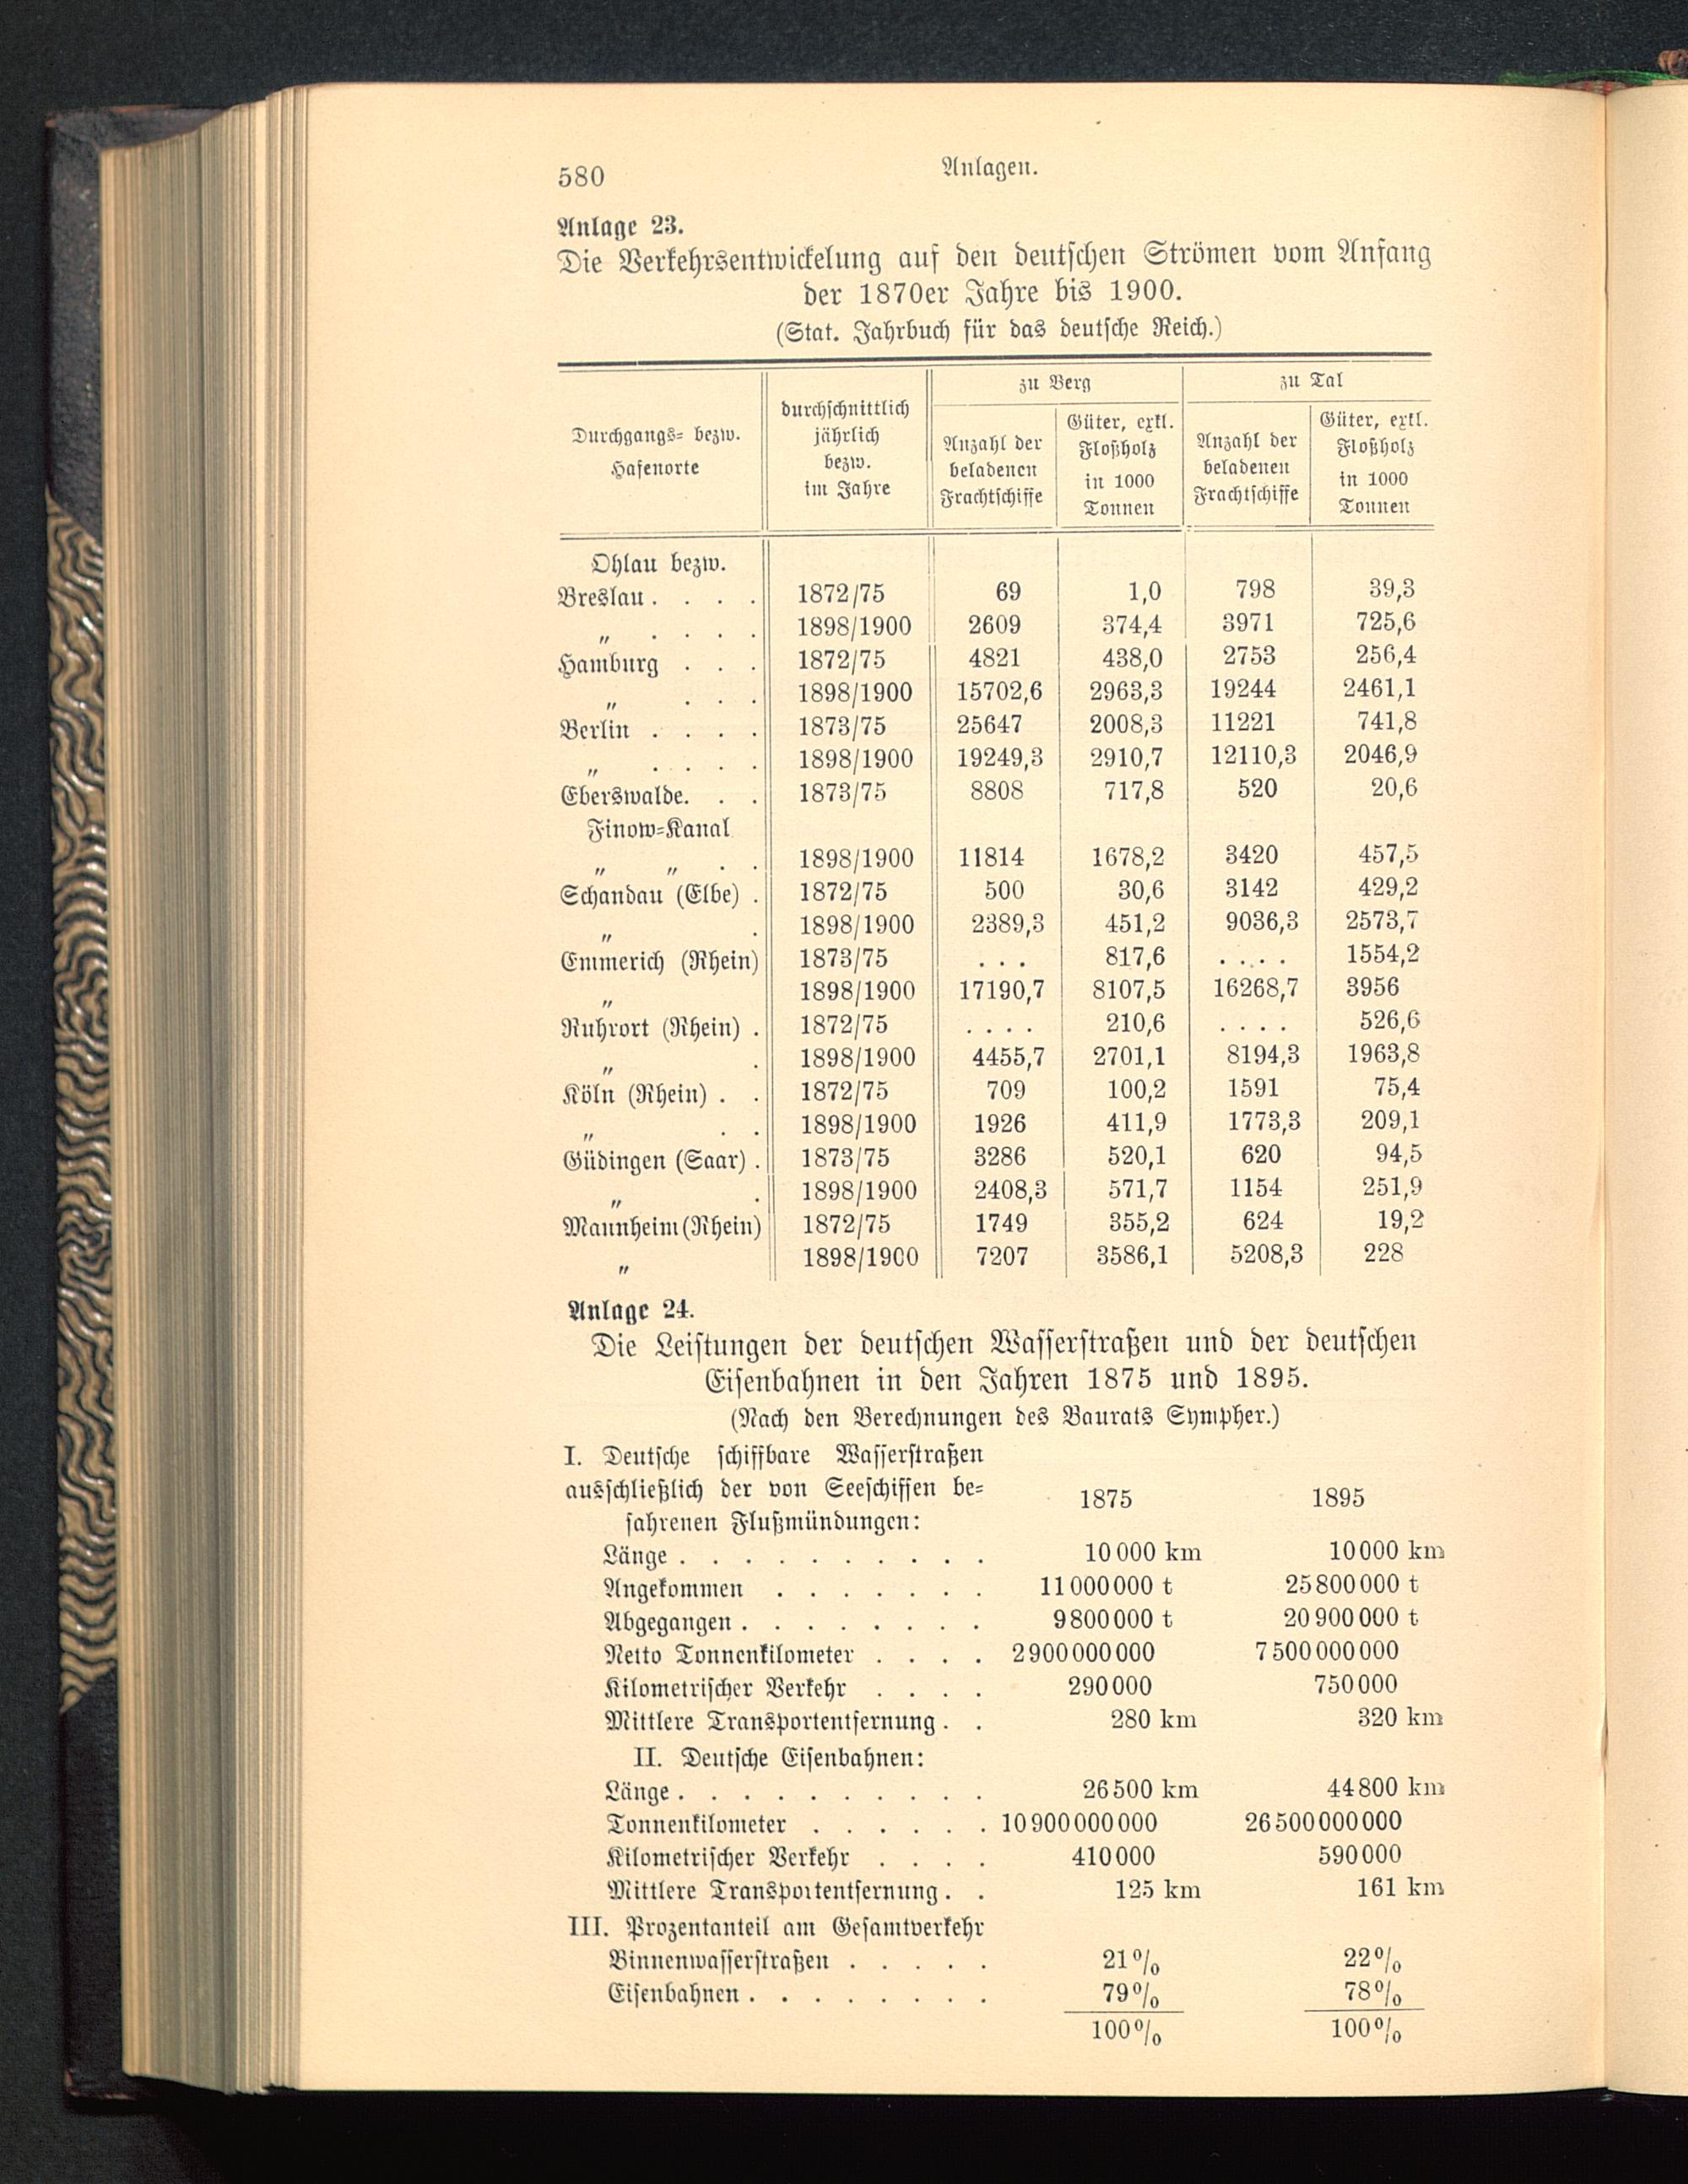 580
Anlagen.
Anlage 23.
Die Verkehrsentwickelung auf den deutschen Strömen vom Anfang
der 1870er Jahre bis 1900.
(Stat. Jahrbuch für das deutsche Reich.)
Durchgangs- bezw. Hafenorte | durchschnittlich jährlich bezw. im Jahre | zu Berg | zu Tal
Anzahl der beladenen Frachtschiffe | Güter, exkl. Floßholz in 1000 Tonnen | Anzahl der beladenen Frachtschiffe | Güter, exkl. Floßholz in 1000 Tonnen
Ohlau bezw.
Breslau . . . . 1872/75 69 1,0 798 39,3
„ . . . . 1898/1900 2609 374,4 3971 725,6
Hamburg . . . 1872/75 4821 438,0 2753 256,4
„ . . . 1898/1900 15702,6 2963,3 19244 2461,1
Berlin . . . . 1873/75 25647 2008,3 11221 741,8
„ . . . . 1898/1900 19249,3 2910,7 12110,3 2046,9
Eberswalde. . . 1873/75 8808 717,8 520 20,6
Finow-Kanal
„ „ . . 1898/1900 11814 1678,2 3420 457,5
Schandau (Elbe) . 1872/75 500 30,6 3142 429,2
„ . 1898/1900 2389,3 451,2 9036,3 2573,7
Emmerich (Rhein) 1873/75 . . . 817,6 . . . . 1554,2
„ 1898/1900 17190,7 8107,5 16268,7 3956
Ruhrort (Rhein) . 1872/75 . . . . 210,6 . . . . 526,6
„ . 1898/1900 4455,7 2701,1 8194,3 1963,8
Köln (Rhein) . . 1872/75 709 100,2 1591 75,4
„ . . 1898/1900 1926 411,9 1773,3 209,1
Güdingen (Saar) . 1873/75 3286 520,1 620 94,5
„ . 1898/1900 2408,3 571,7 1154 251,9
Mannheim (Rhein) 1872/75 1749 355,2 624 19,2
„ 1898/1900 7207 3586,1 5208,3 228
Anlage 24.
Die Leistungen der deutschen Wasserstraßen und der deutschen
Eisenbahnen in den Jahren 1875 und 1895.
(Nach den Berechnungen des Baurats Sympher.)
I. Deutsche schiffbare Wasserstraßen
ausschließlich der von Seeschiffen be- 1875 1895
fahrenen Flußmündungen:
Länge . . . . . . . . . . 10 000 km 10 000 km
Angekommen . . . . . . . 11 000 000 t 25 800 000 t
Abgegangen . . . . . . . . 9 800 000 t 20 900 000 t
Netto Tonnenkilometer . . . . 2 900 000 000 7 500 000 000
Kilometrischer Verkehr . . . . 290 000 750 000
Mittlere Transportentfernung . . 280 km 320 km
II. Deutsche Eisenbahnen:
Länge . . . . . . . . . . 26 500 km 44 800 km
Tonnenkilometer . . . . . . 10 900 000 000 26 500 000 000
Kilometrischer Verkehr . . . . 410 000 590 000
Mittlere Transportentfernung . . 125 km 161 km
III. Prozentanteil am Gesamtverkehr
Binnenwasserstraßen . . . . . 21% 22%
Eisenbahnen . . . . . . . . 79% 78%
100% 100%